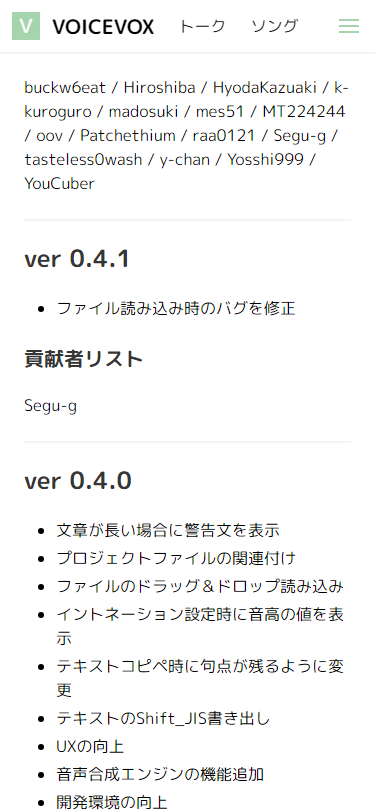 V VOICEVOX トーク ソング
buckw6eat / Hiroshiba / HyodaKazuaki / k-
kuroguro / madosuki / mes51 / MT224244
/ oov / Patchethium / raa0121 / Segu-g /
tasteless0wash / y-chan / Yosshi999 /
YouCuber
ver 0.4.1
• ファイル読み込み時のバグを修正
貢献者リスト
Segu-g
ver 0.4.0
• 文章が長い場合に警告文を表示
• プロジェクトファイルの関連付け
• ファイルのドラッグ＆ドロップ読み込み
• イントネーション設定時に音高の値を表
示
• テキストコピペ時に句点が残るように変
更
• テキストのShift_JIS書き出し
• UXの向上
• 音声合成エンジンの機能追加
• 開発環境の向上